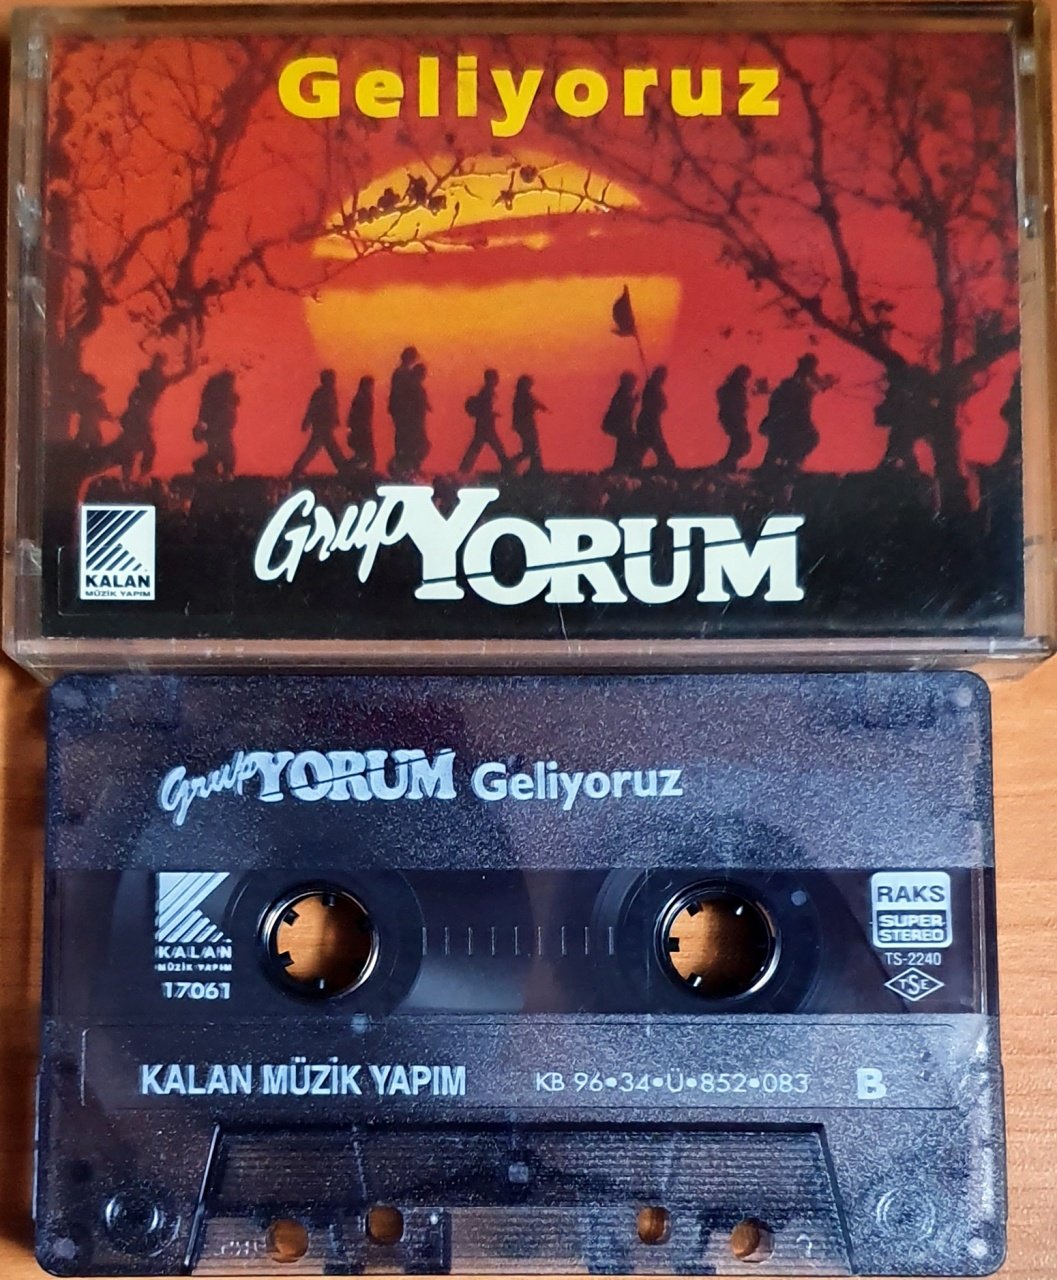 Geliyoruz
Grup YORUM
KALAN
MÜZİK YAPIM
Grup YORUM Geliyoruz
KALAN
MÜZİK YAPIM
17061
RAKS
SUPER
STEREO
TS-2240
TSE
KALAN MÜZİK YAPIM KB 96•34•Ü•852•083 B